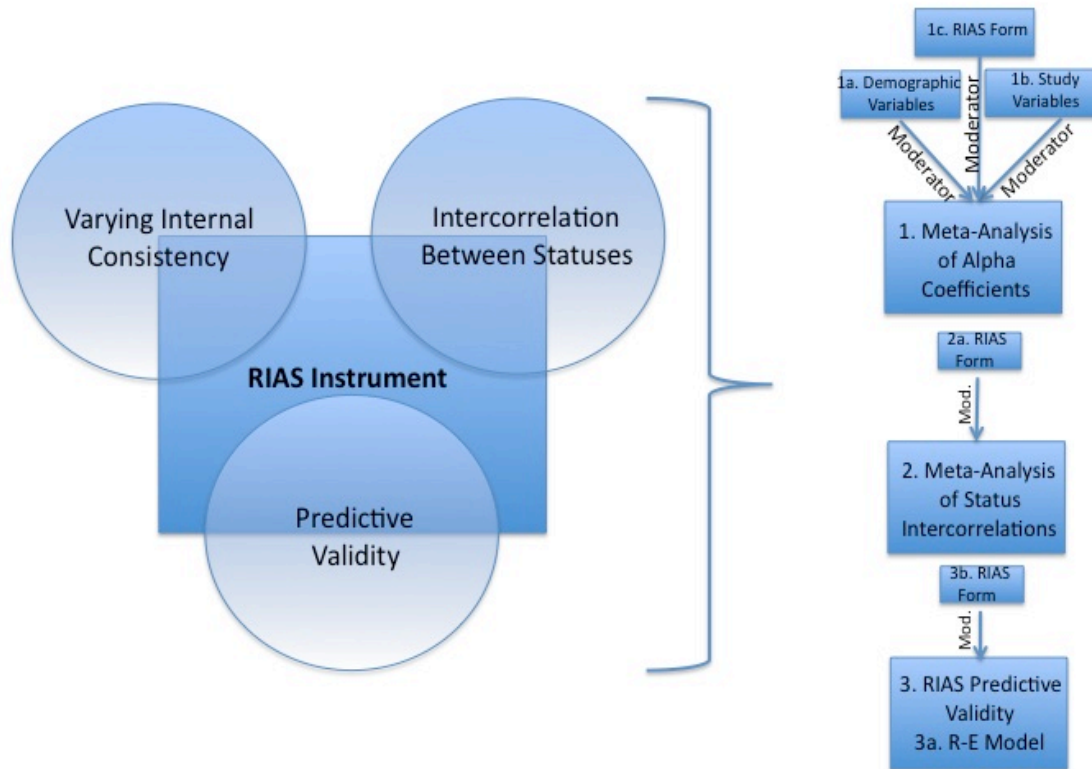 Varying Internal
Consistency
Intercorrelation
Between Statuses
RIAS Instrument
Predictive
Validity
1c. RIAS Form
1a. Demographic
Variables
1b. Study
Variables
Moderator
Moderator
Moderator
1. Meta-Analysis
of Alpha
Coefficients
2a. RIAS
Form
Mod.
2. Meta-Analysis
of Status
Intercorrelations
3b. RIAS
Form
Mod.
3. RIAS Predictive
Validity
3a. R-E Model